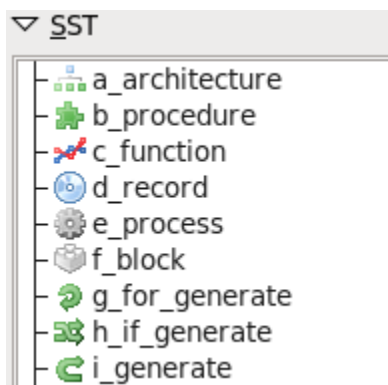 SST
a_architecture
b_procedure
c_function
d_record
e_process
f_block
g_for_generate
h_if_generate
i_generate